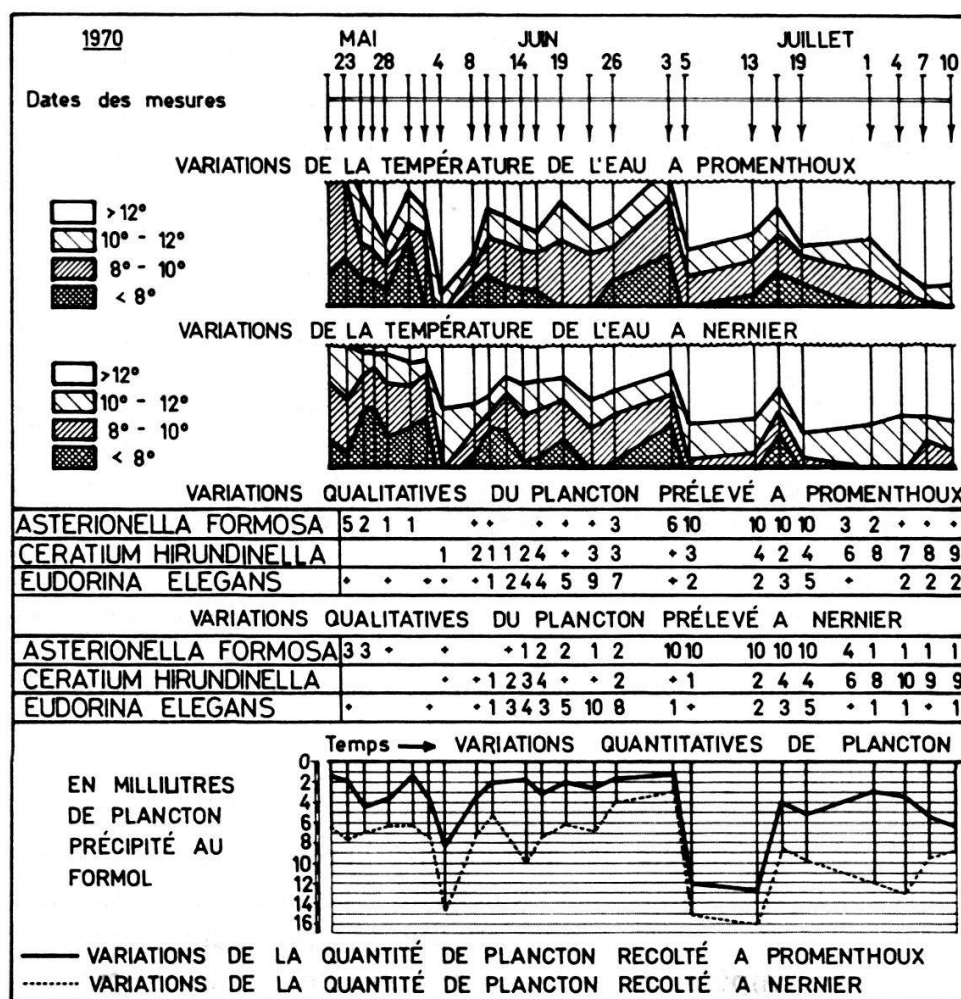 1970 MAI JUIN JUILLET
23 28 4 8 14 19 26 3 5 13 19 1 4 7 10
Dates des mesures
VARIATIONS DE LA TEMPÉRATURE DE L'EAU A PROMENTHOUX
>12°
10° - 12°
8° - 10°
< 8°
VARIATIONS DE LA TEMPÉRATURE DE L'EAU A NERNIER
>12°
10° - 12°
8° - 10°
< 8°
VARIATIONS QUALITATIVES DU PLANCTON PRÉLEVÉ A PROMENTHOUX
ASTERIONELLA FORMOSA 5 2 1 1 + + + + + 3 6 10 10 10 10 3 2 + + +
CERATIUM HIRUNDINELLA 1 2 1 1 2 4 + 3 3 + 3 4 2 4 6 8 7 8 9
EUDORINA ELEGANS + + + + + 1 2 4 4 5 9 7 + 2 2 3 5 + 2 2 2
VARIATIONS QUALITATIVES DU PLANCTON PRÉLEVÉ A NERNIER
ASTERIONELLA FORMOSA 3 3 + + + 1 2 2 1 2 10 10 10 10 10 4 1 1 1 1
CERATIUM HIRUNDINELLA + + 1 2 3 4 + + 2 + 1 2 4 4 6 8 10 9 9
EUDORINA ELEGANS + + + 1 3 4 3 5 10 8 1 + 2 3 5 + 1 1 + 1
Temps → VARIATIONS QUANTITATIVES DE PLANCTON
EN MILLILITRES
DE PLANCTON
PRÉCIPITÉ AU
FORMOL
0
2
4
6
8
10
12
14
16
VARIATIONS DE LA QUANTITÉ DE PLANCTON RECOLTÉ A PROMENTHOUX
VARIATIONS DE LA QUANTITÉ DE PLANCTON RECOLTÉ A NERNIER